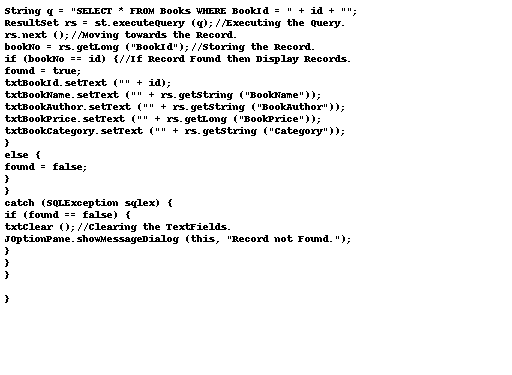 String q = "SELECT * FROM Books WHERE BookId = " + id + "";
ResultSet rs = st.executeQuery (q);//Executing the Query.
rs.next ();//Moving towards the Record.
bookNo = rs.getLong ("BookId");//Storing the Record.
if (bookNo == id) {//If Record Found then Display Records.
found = true;
txtBookId.setText ("" + id);
txtBookName.setText ("" + rs.getString ("BookName"));
txtBookAuthor.setText ("" + rs.getString ("BookAuthor"));
txtBookPrice.setText ("" + rs.getLong ("BookPrice"));
txtBookCategory.setText ("" + rs.getString ("Category"));
}
else {
found = false;
}
}
catch (SQLException sqlex) {
if (found == false) {
txtClear ();//Clearing the TextFields.
JOptionPane.showMessageDialog (this, "Record not Found.");
}
}
}
}